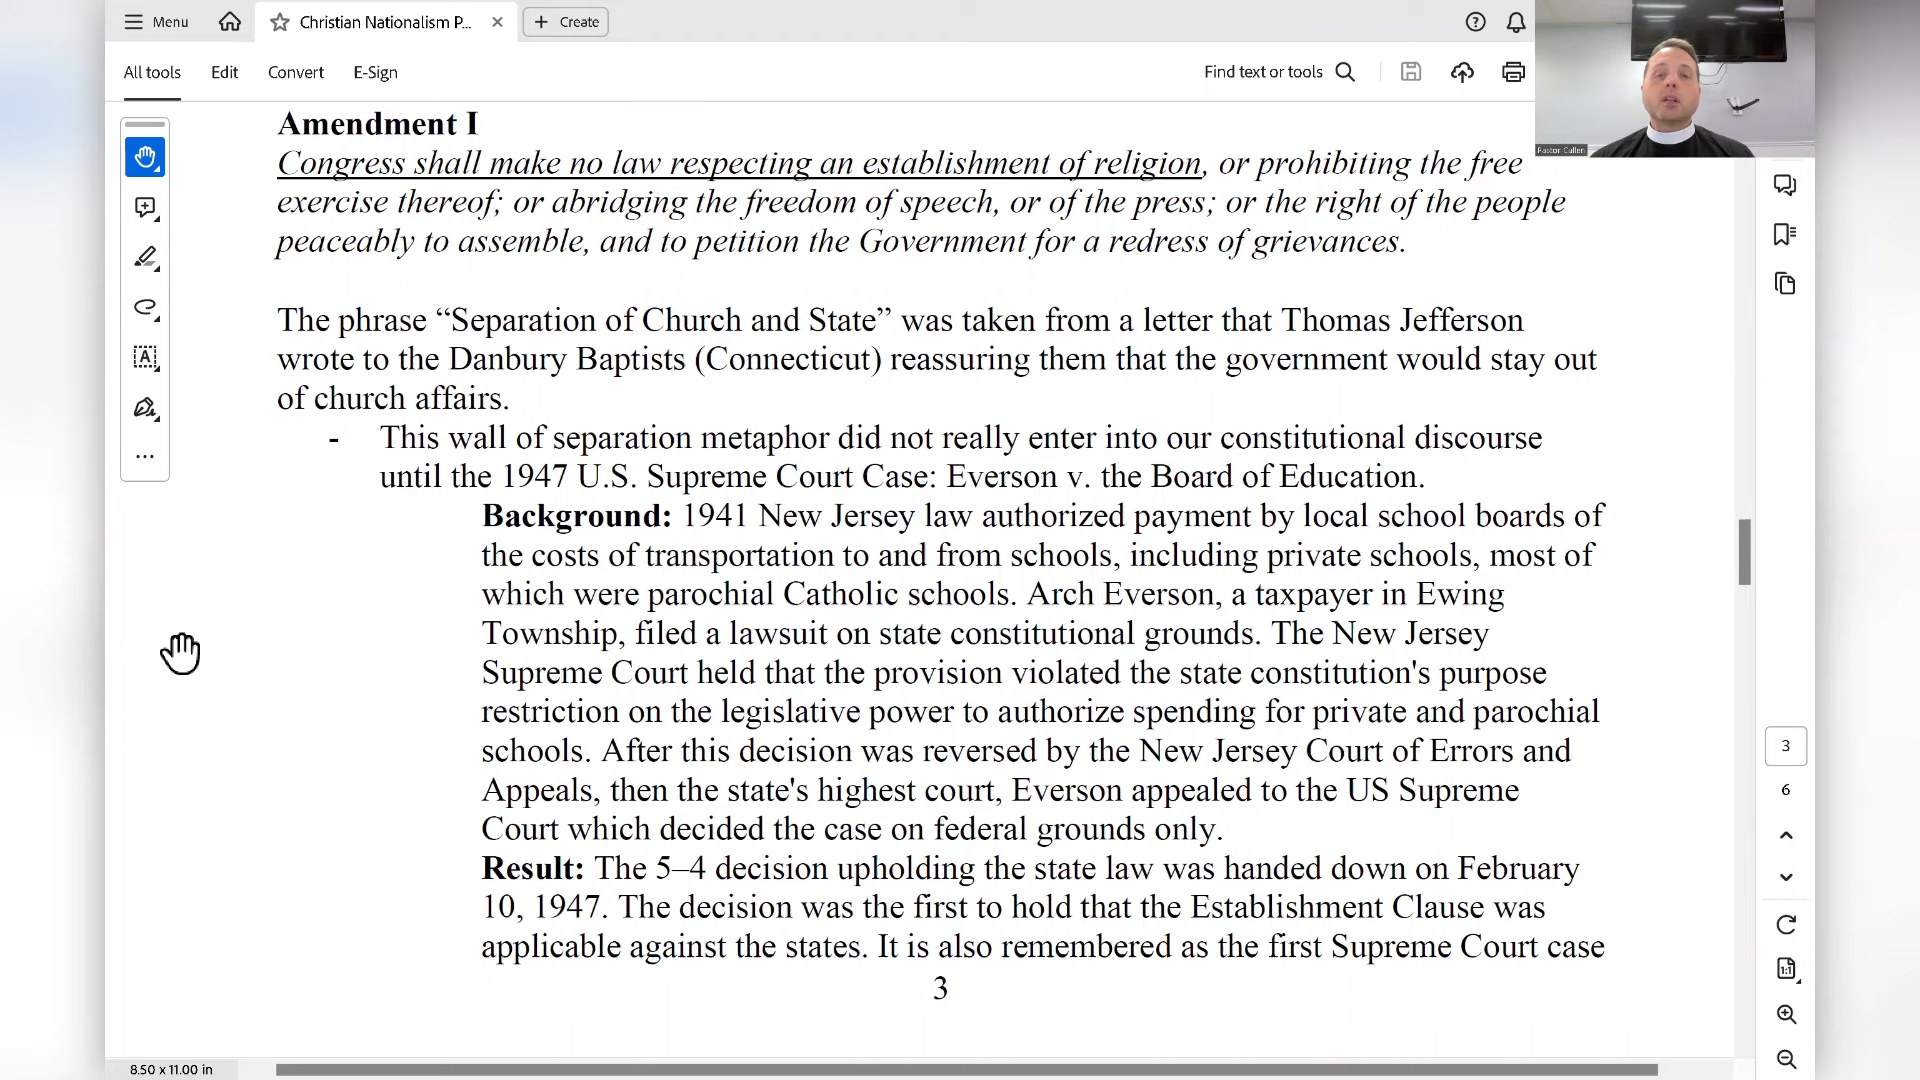 Menu
Christian Nationalism P...
Create
All tools
Edit
Convert
E-Sign
Find text or tools
Pastor Cullen
Amendment I
Congress shall make no law respecting an establishment of religion, or prohibiting the free
exercise thereof; or abridging the freedom of speech, or of the press; or the right of the people
peaceably to assemble, and to petition the Government for a redress of grievances.
The phrase “Separation of Church and State” was taken from a letter that Thomas Jefferson
wrote to the Danbury Baptists (Connecticut) reassuring them that the government would stay out
of church affairs.
- This wall of separation metaphor did not really enter into our constitutional discourse
until the 1947 U.S. Supreme Court Case: Everson v. the Board of Education.
Background: 1941 New Jersey law authorized payment by local school boards of
the costs of transportation to and from schools, including private schools, most of
which were parochial Catholic schools. Arch Everson, a taxpayer in Ewing
Township, filed a lawsuit on state constitutional grounds. The New Jersey
Supreme Court held that the provision violated the state constitution's purpose
restriction on the legislative power to authorize spending for private and parochial
schools. After this decision was reversed by the New Jersey Court of Errors and
Appeals, then the state's highest court, Everson appealed to the US Supreme
Court which decided the case on federal grounds only.
Result: The 5–4 decision upholding the state law was handed down on February
10, 1947. The decision was the first to hold that the Establishment Clause was
applicable against the states. It is also remembered as the first Supreme Court case
3
3
6
8.50 x 11.00 in